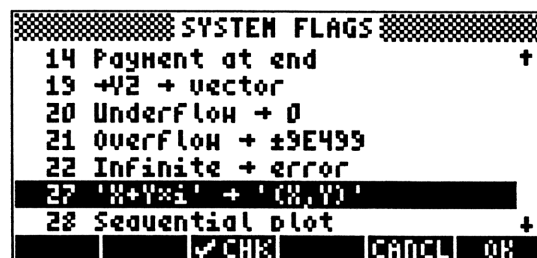 SYSTEM FLAGS
14 Payment at end
19 →V2 → vector
20 Underflow → 0
21 Overflow → ±9E499
22 Infinite → error
27 'X+Y×i' → '(X,Y)'
28 Sequential plot
✓CHK CANCL OK